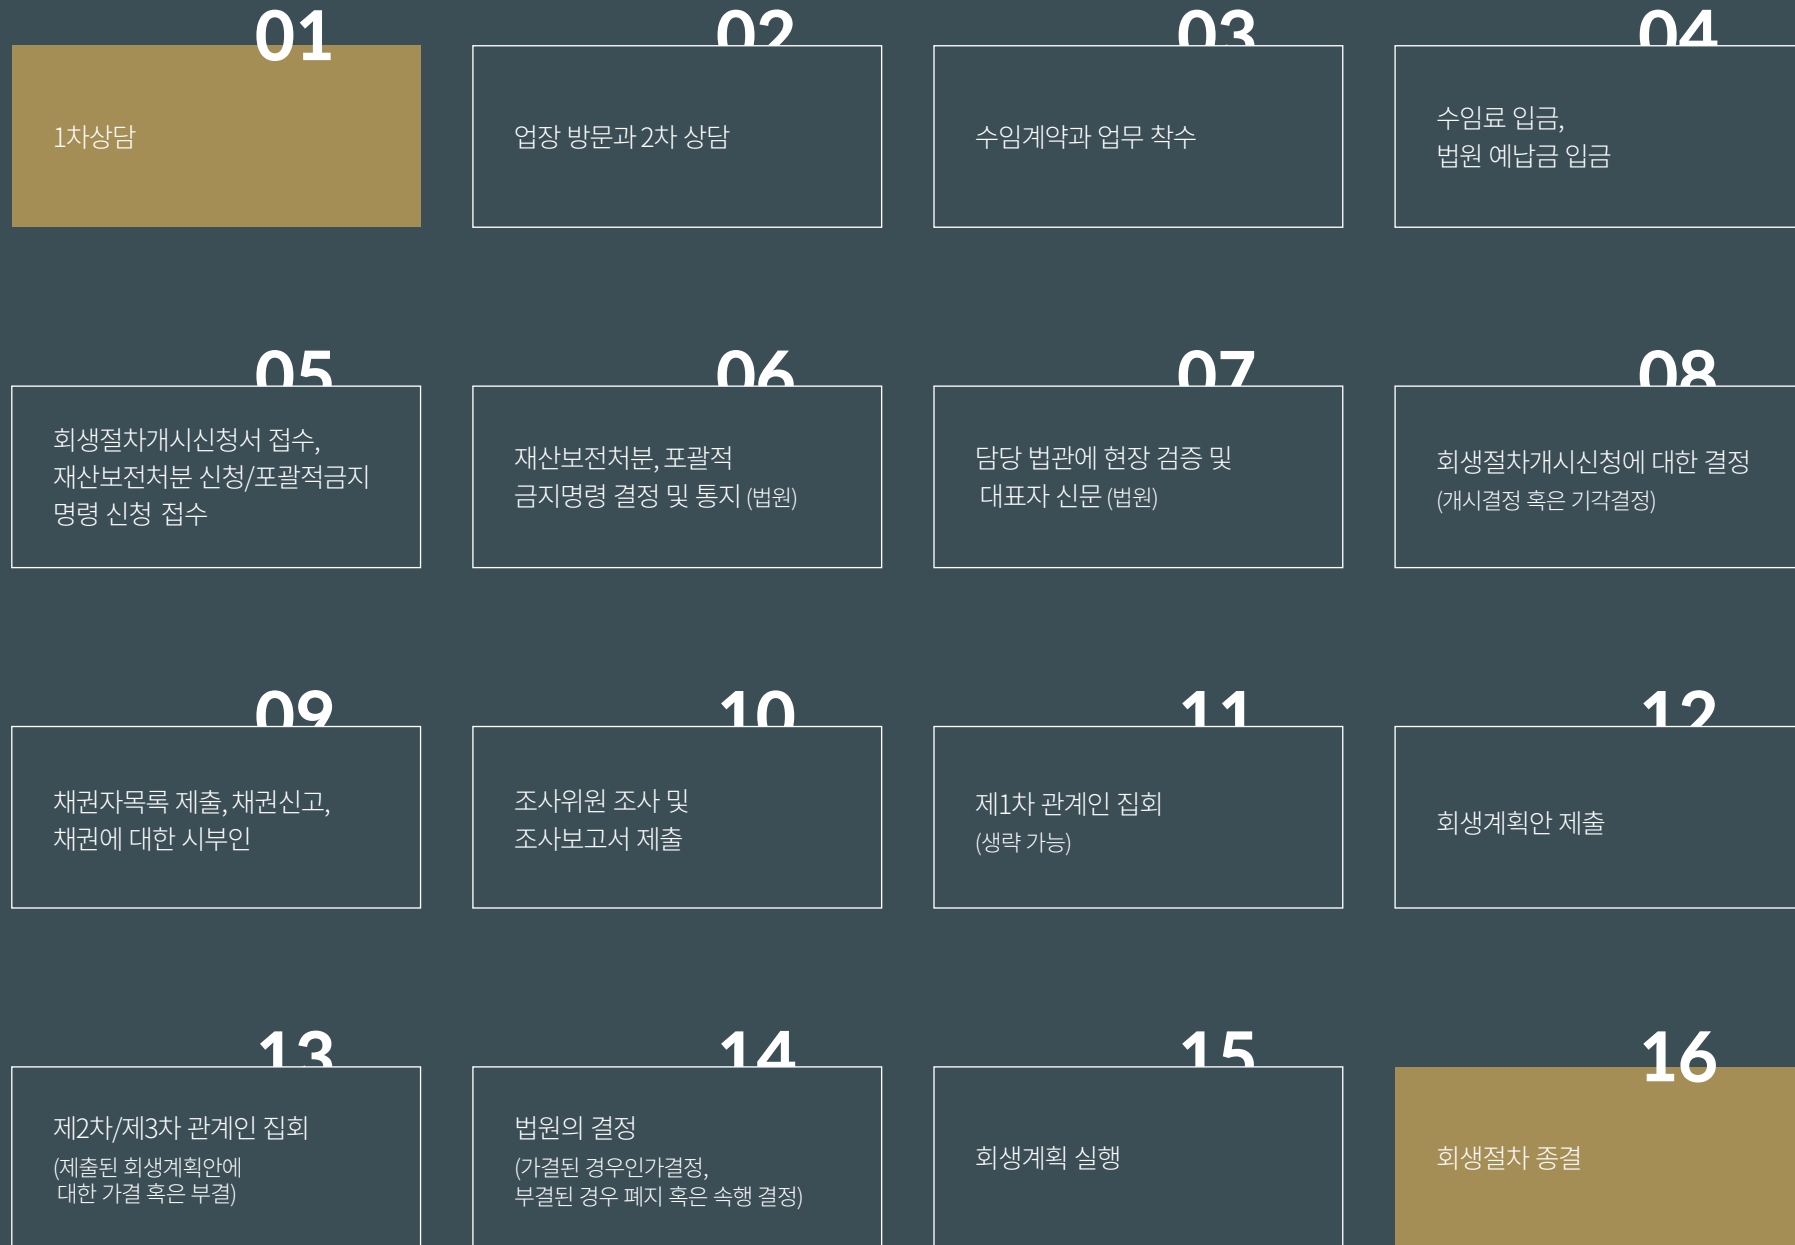 01
1차상담
02
업장 방문과 2차 상담
03
수임계약과 업무 착수
04
수임료 입금,
법원 예납금 입금
05
회생절차개시신청서 접수,
재산보전처분 신청/포괄적금지
명령 신청 접수
06
재산보전처분, 포괄적
금지명령 결정 및 통지 (법원)
07
담당 법관에 현장 검증 및
대표자 신문 (법원)
08
회생절차개시신청에 대한 결정
(개시결정 혹은 기각결정)
09
채권자목록 제출, 채권신고,
채권에 대한 시부인
10
조사위원 조사 및
조사보고서 제출
11
제1차 관계인 집회
(생략 가능)
12
회생계획안 제출
13
제2차/제3차 관계인 집회
(제출된 회생계획안에
대한 가결 혹은 부결)
14
법원의 결정
(가결된 경우인가결정,
부결된 경우 폐지 혹은 속행 결정)
15
회생계획 실행
16
회생절차 종결